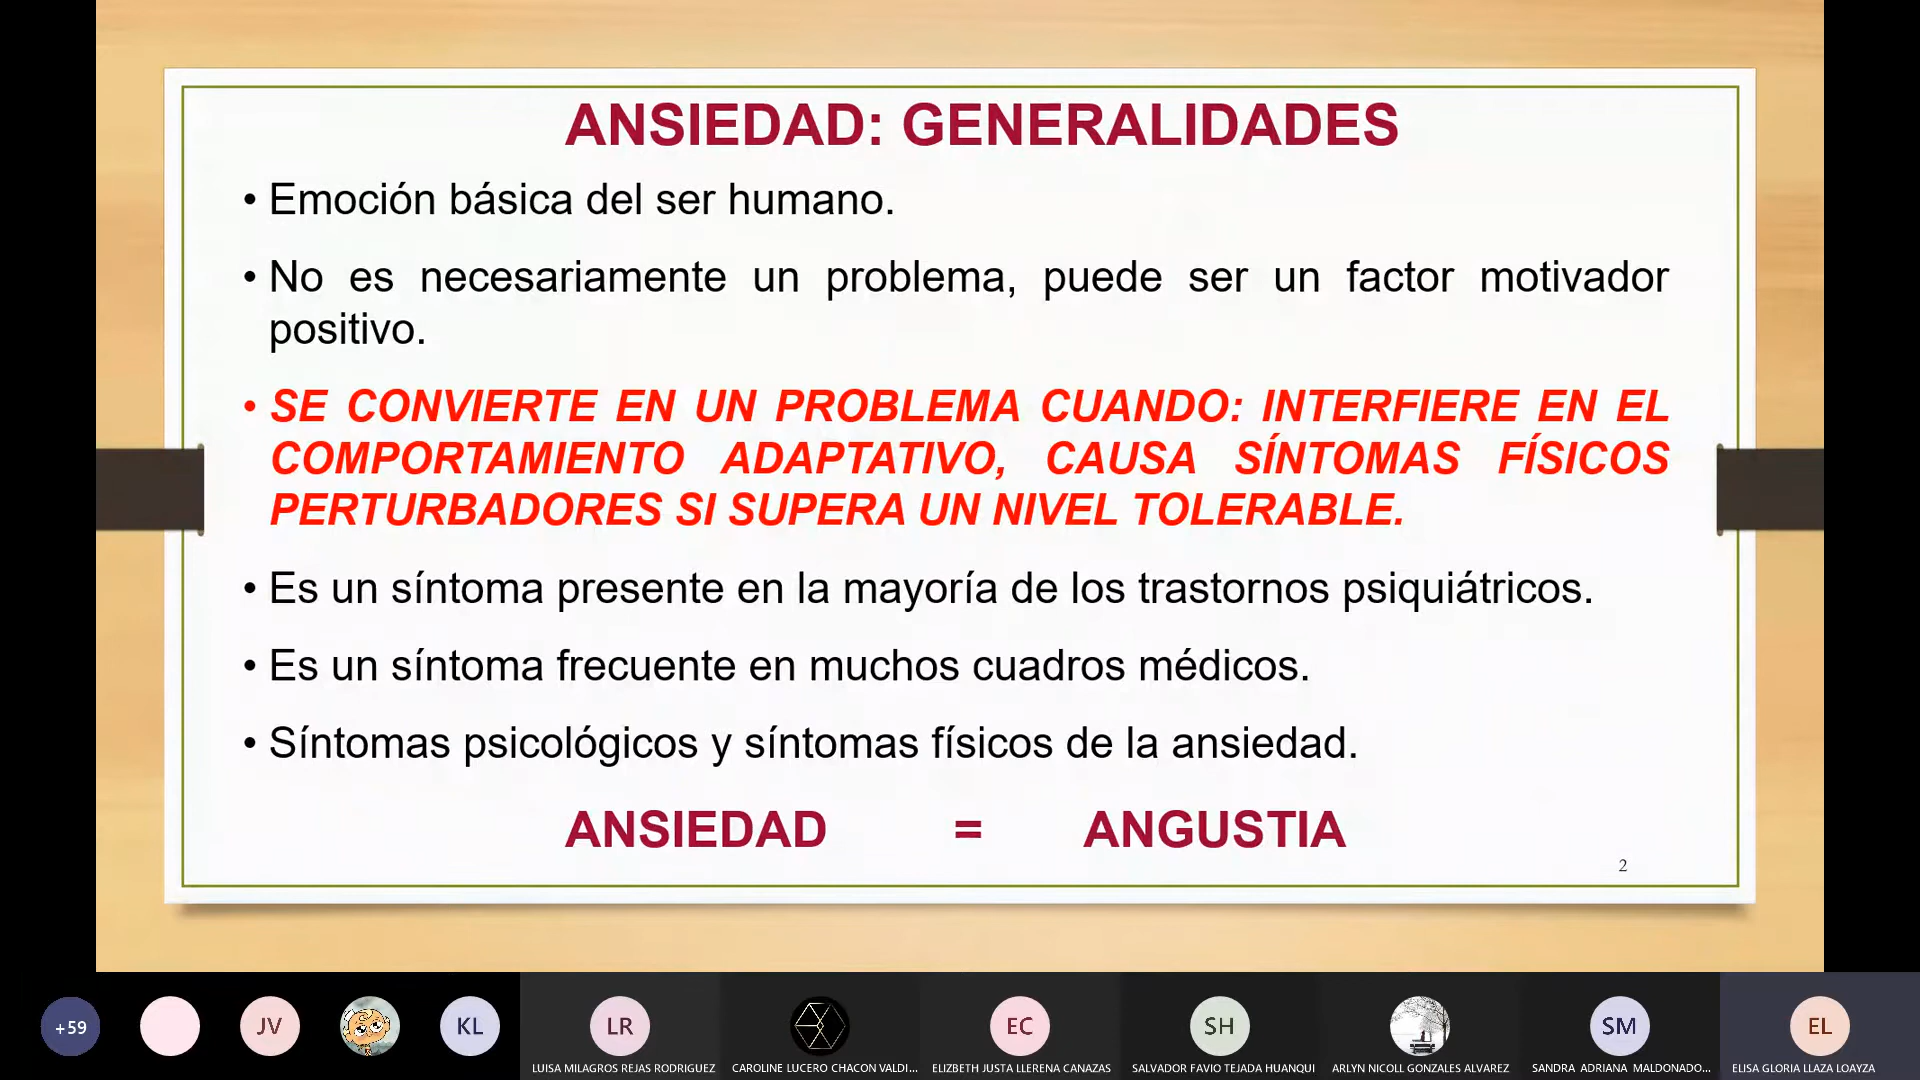 ANSIEDAD: GENERALIDADES
• Emoción básica del ser humano.
• No es necesariamente un problema, puede ser un factor motivador
positivo.
• SE CONVIERTE EN UN PROBLEMA CUANDO: INTERFIERE EN EL
COMPORTAMIENTO ADAPTATIVO, CAUSA SÍNTOMAS FÍSICOS
PERTURBADORES SI SUPERA UN NIVEL TOLERABLE.
• Es un síntoma presente en la mayoría de los trastornos psiquiátricos.
• Es un síntoma frecuente en muchos cuadros médicos.
• Síntomas psicológicos y síntomas físicos de la ansiedad.
ANSIEDAD = ANGUSTIA
2
+59 JV KL LR EC SH SM EL
LUISA MILAGROS REJAS RODRIGUEZ CAROLINE LUCERO CHACON VALDI... ELIZBETH JUSTA LLERENA CANAZAS SALVADOR FAVIO TEJADA HUANQUI ARLYN NICOLL GONZALES ALVAREZ SANDRA ADRIANA MALDONADO... ELISA GLORIA LLAZA LOAYZA